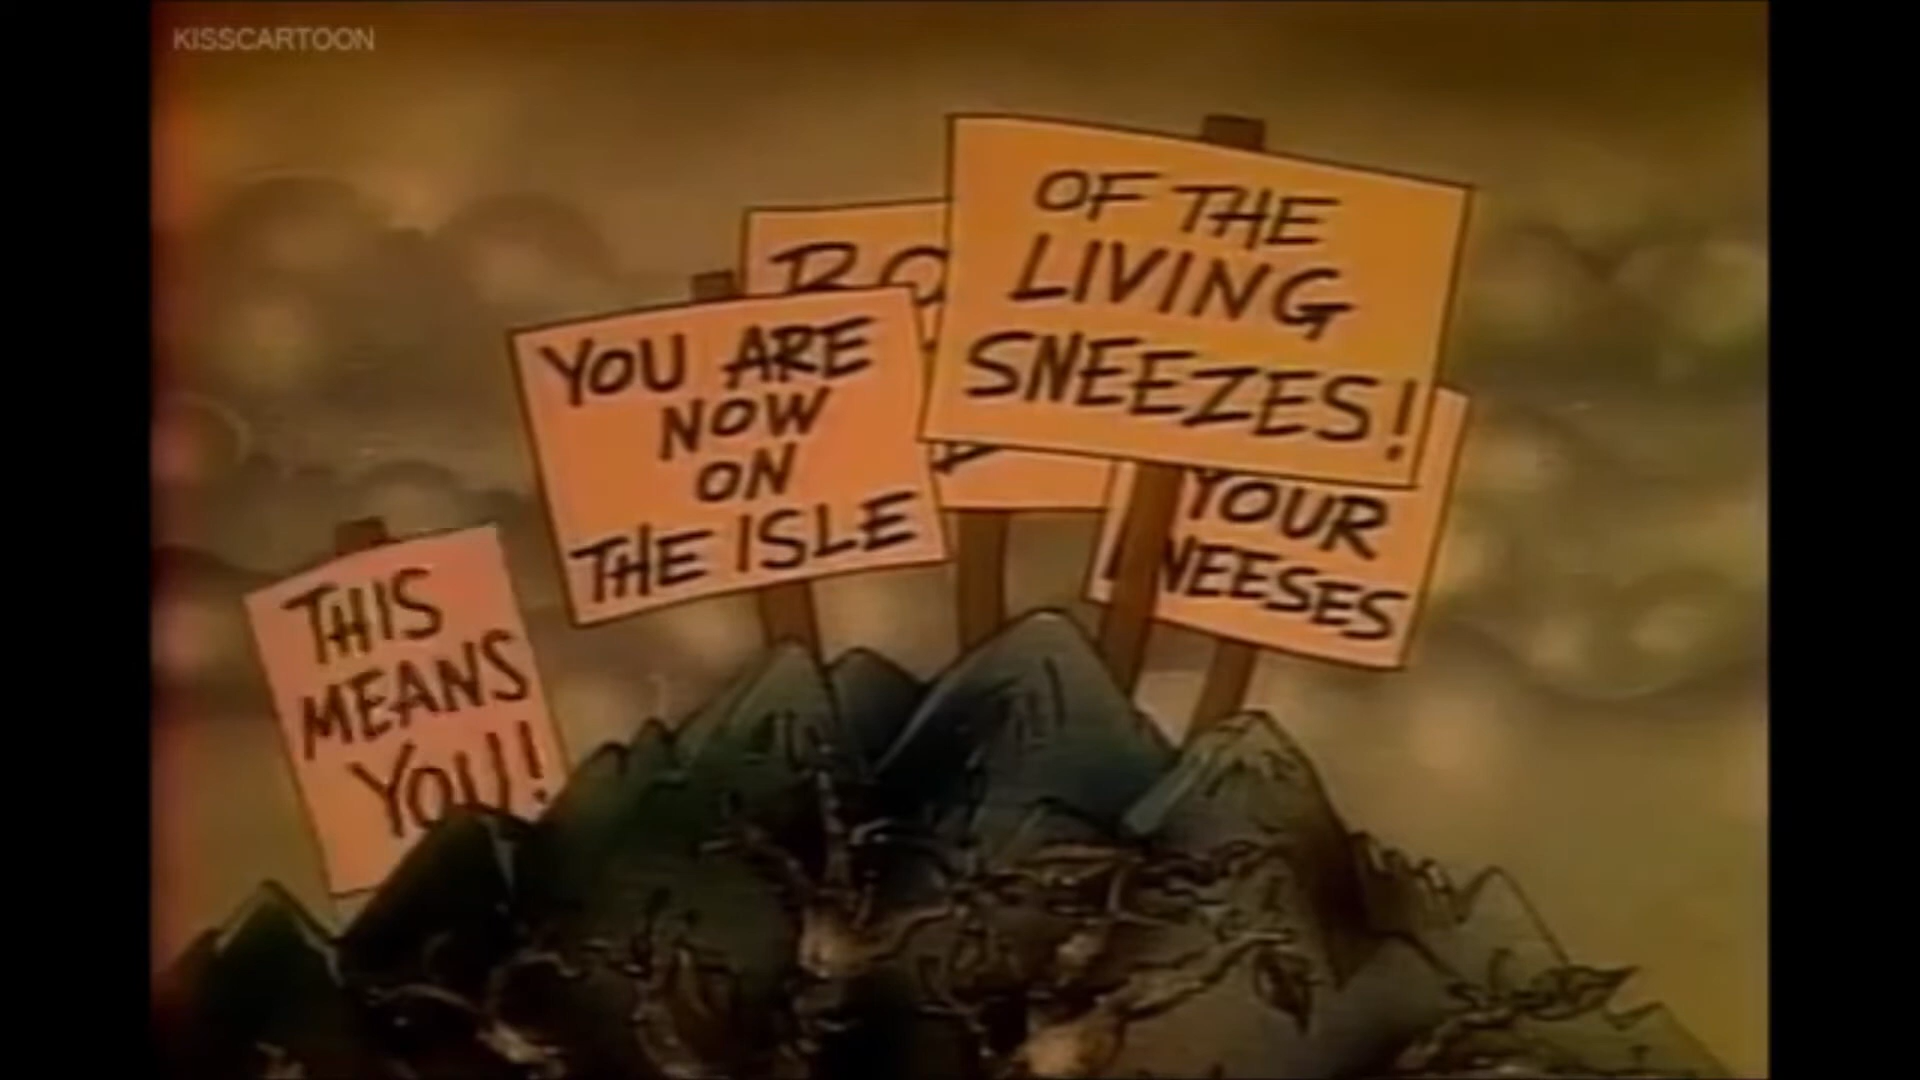 KISSCARTOON
THIS
MEANS
YOU!
YOU ARE
NOW
ON
THE ISLE
OF THE
LIVING
SNEEZES!
YOUR